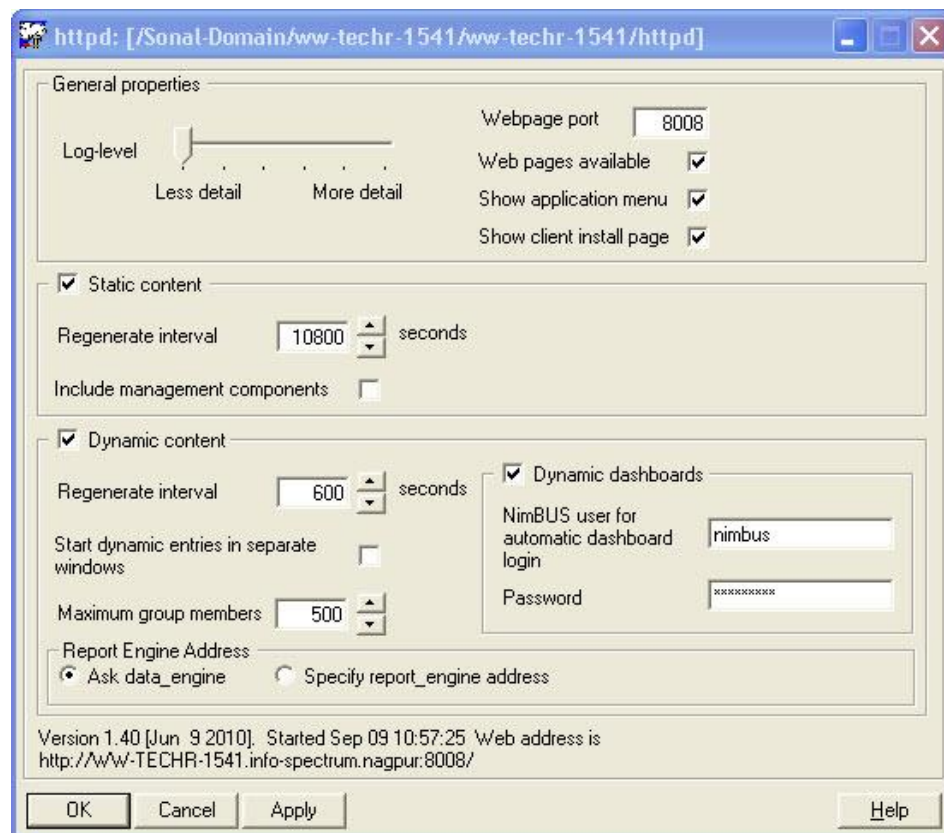 httpd: [/Sonal-Domain/ww-techr-1541/ww-techr-1541/httpd]
General properties
Log-level
Less detail
More detail
Webpage port 8008
Web pages available
Show application menu
Show client install page
Static content
Regenerate interval 10800 seconds
Include management components
Dynamic content
Regenerate interval 600 seconds
Start dynamic entries in separate
windows
Maximum group members 500
Dynamic dashboards
NimBUS user for
automatic dashboard
login
nimbus
Password *********
Report Engine Address
Ask data_engine
Specify report_engine address
Version 1.40 [Jun 9 2010]. Started Sep 09 10:57:25 Web address is
http://WW-TECHR-1541.info-spectrum.nagpur:8008/
OK
Cancel
Apply
Help